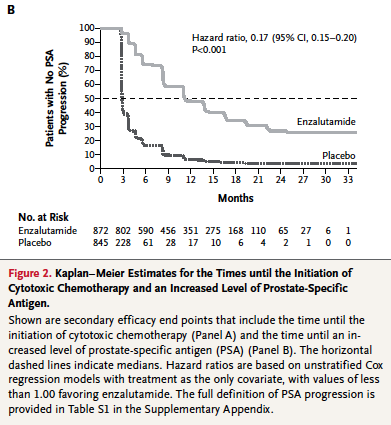 B
Patients with No PSA
Progression (%)
100
90
80
70
60
50
40
30
20
10
0
Hazard ratio, 0.17 (95% CI, 0.15–0.20)
P<0.001
Enzalutamide
Placebo
0 3 6 9 12 15 18 21 24 27 30 33
Months
No. at Risk
Enzalutamide 872 802 590 456 351 275 168 110 65 27 6 1
Placebo 845 228 61 28 17 10 6 4 2 1 0 0
Figure 2. Kaplan–Meier Estimates for the Times until the Initiation of
Cytotoxic Chemotherapy and an Increased Level of Prostate-Specific
Antigen.
Shown are secondary efficacy end points that include the time until the
initiation of cytotoxic chemotherapy (Panel A) and the time until an in-
creased level of prostate-specific antigen (PSA) (Panel B). The horizontal
dashed lines indicate medians. Hazard ratios are based on unstratified Cox
regression models with treatment as the only covariate, with values of less
than 1.00 favoring enzalutamide. The full definition of PSA progression is
provided in Table S1 in the Supplementary Appendix.